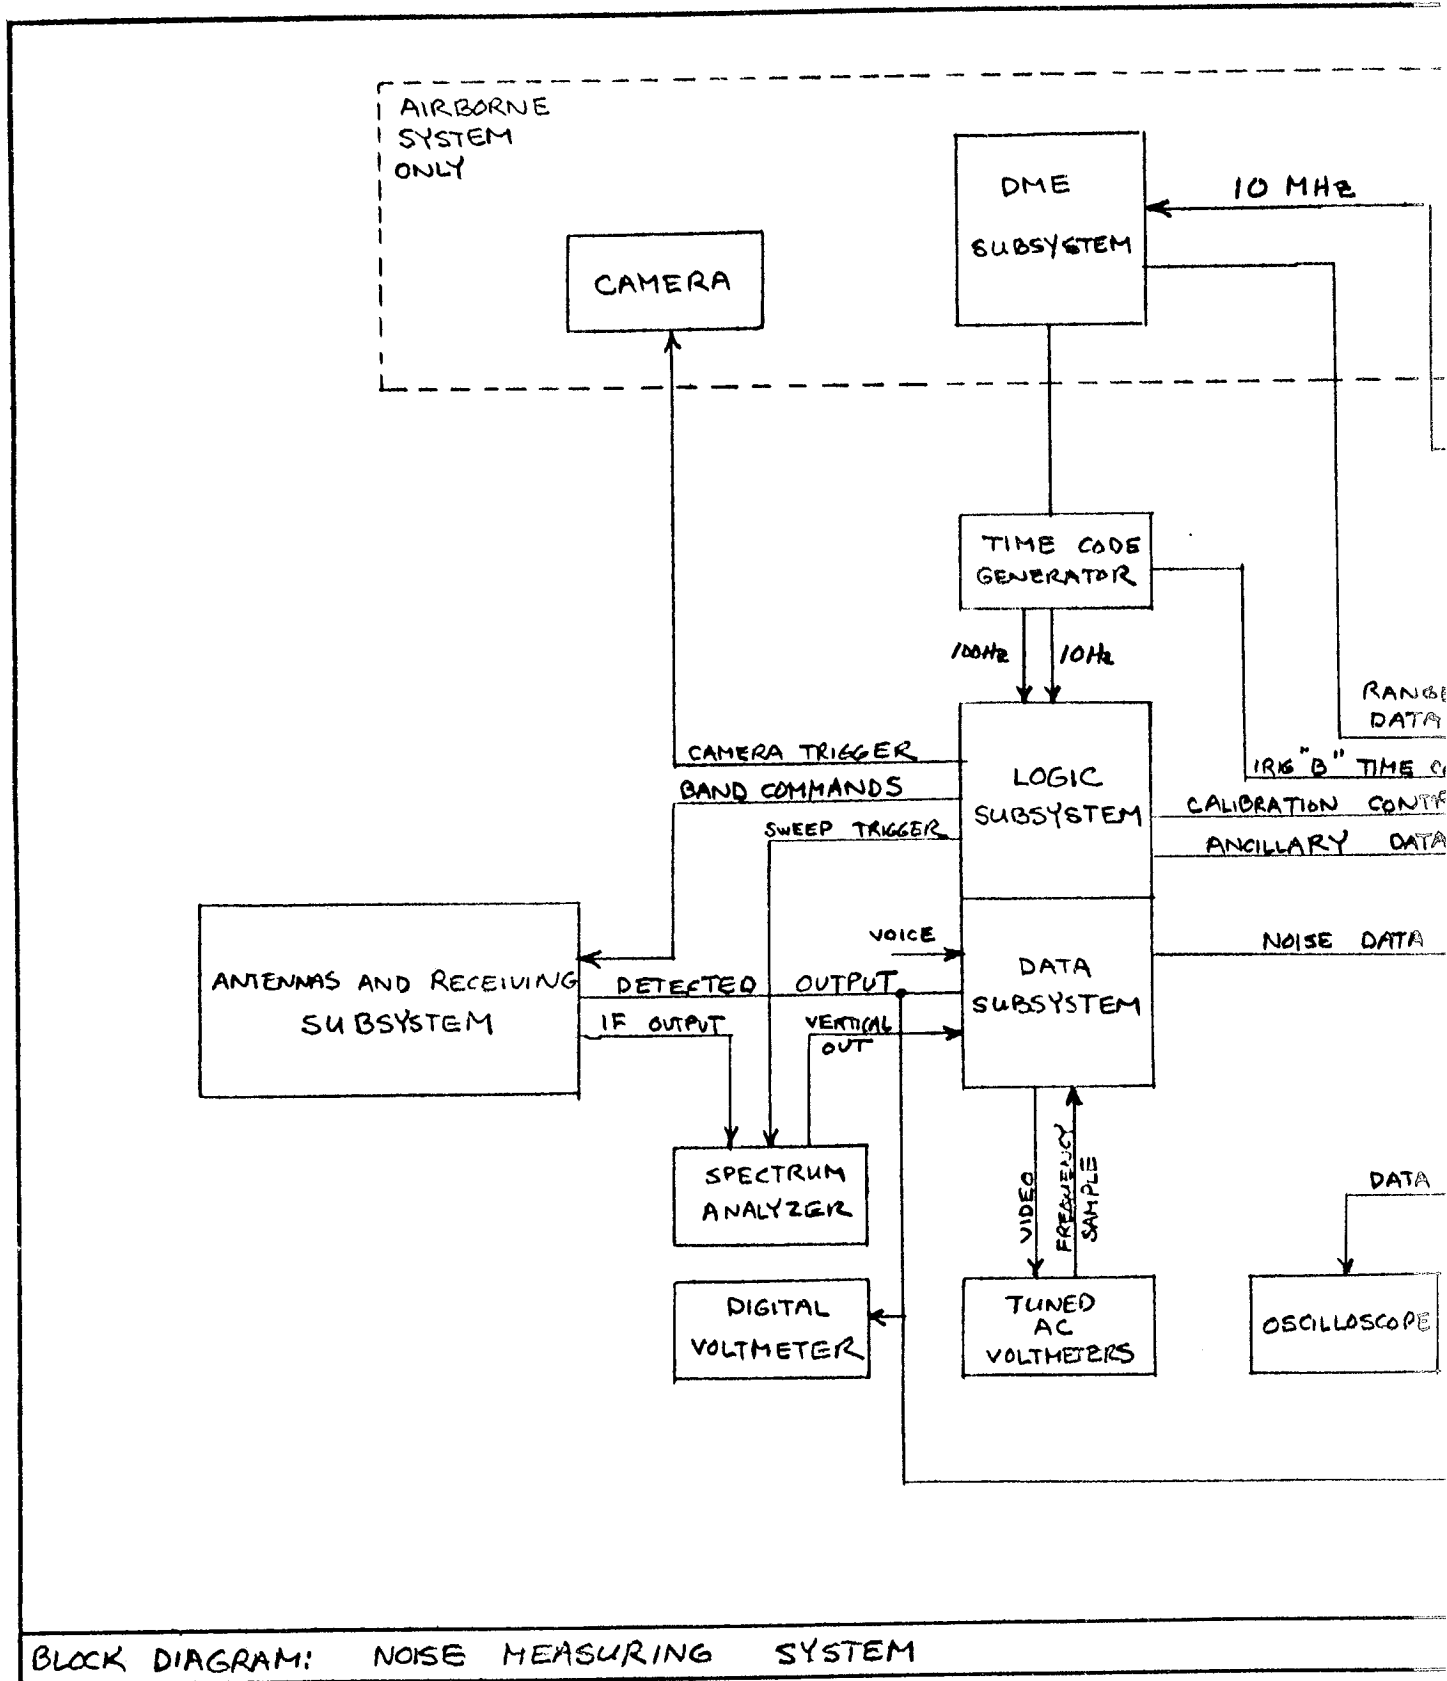 AIRBORNE
SYSTEM
ONLY
DME
SUBSYSTEM
10 MHz
CAMERA
TIME CODE
GENERATOR
100Hz
10Hz
RANGE
DATA
CAMERA TRIGGER
IRIG "B" TIME
BAND COMMANDS
LOGIC
SUBSYSTEM
CALIBRATION
SWEEP TRIGGER
ANCILLARY DATA
VOICE
NOISE DATA
DATA
SUBSYSTEM
ANTENNAS AND RECEIVING
SUBSYSTEM
DETECTED OUTPUT
IF OUTPUT
VERTICAL
OUT
SPECTRUM
ANALYZER
VIDEO
FREQUENCY
SAMPLE
DATA
DIGITAL
VOLTMETER
TUNED
AC
VOLTMETERS
OSCILLOSCOPE
BLOCK DIAGRAM: NOISE MEASURING SYSTEM